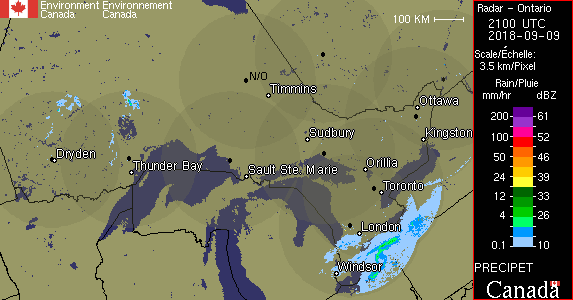 Environment Environnement
Canada Canada
100 KM
N/O
Timmins
Ottawa
Sudbury
Kingston
Dryden
Thunder Bay
Sault Ste. Marie
Orillia
Toronto
London
Windsor
Radar - Ontario
2100 UTC
2018-09-09
Scale/Échelle:
3.5 km/Pixel
Rain/Pluie
mm/hr dBZ
200 61
100 52
50 46
24 39
12 33
4 26
0.1 10
PRECIPET
Canada